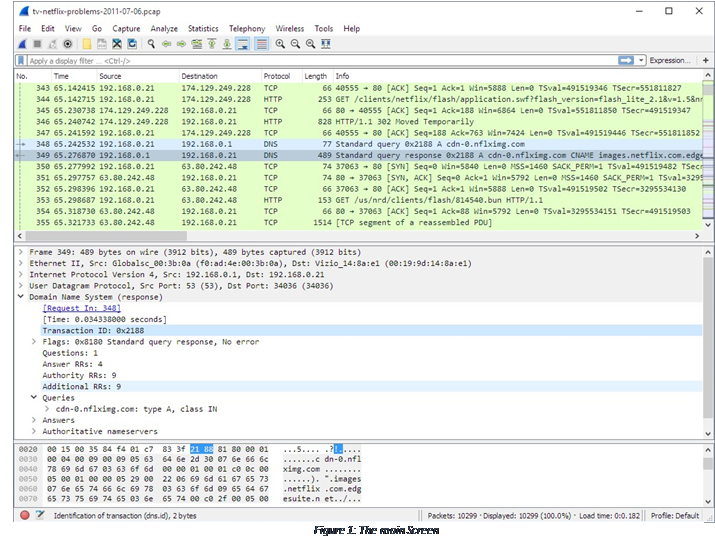 tv-netflix-problems-2011-07-06.pcap
File Edit View Go Capture Analyze Statistics Telephony Wireless Tools Help
Apply a display filter ... <Ctrl-/> Expression... +
No. Time Source Destination Protocol Length Info
343 65.142415 192.168.0.21 174.129.249.228 TCP 66 40555 → 80 [ACK] Seq=1 Ack=1 Win=5888 Len=0 TSval=491519346 TSecr=551811827
344 65.142715 192.168.0.21 174.129.249.228 HTTP 253 GET /clients/netflix/flash/application.swf?flash_version=flash_lite_2.1&v=1.5&nr
345 65.230738 174.129.249.228 192.168.0.21 TCP 66 80 → 40555 [ACK] Seq=1 Ack=188 Win=6864 Len=0 TSval=551811850 TSecr=491519347
346 65.240742 174.129.249.228 192.168.0.21 HTTP 828 HTTP/1.1 302 Moved Temporarily
347 65.241592 192.168.0.21 174.129.249.228 TCP 66 40555 → 80 [ACK] Seq=188 Ack=763 Win=7424 Len=0 TSval=491519446 TSecr=551811852
348 65.242532 192.168.0.21 192.168.0.1 DNS 77 Standard query 0x2188 A cdn-0.nflximg.com
349 65.276870 192.168.0.1 192.168.0.21 DNS 489 Standard query response 0x2188 A cdn-0.nflximg.com CNAME images.netflix.com.edge
350 65.277992 192.168.0.21 63.80.242.48 TCP 74 37063 → 80 [SYN] Seq=0 Win=5840 Len=0 MSS=1460 SACK_PERM=1 TSval=491519482 TSecr
351 65.297757 63.80.242.48 192.168.0.21 TCP 74 80 → 37063 [SYN, ACK] Seq=0 Ack=1 Win=5792 Len=0 MSS=1460 SACK_PERM=1 TSval=3295
352 65.298396 192.168.0.21 63.80.242.48 TCP 66 37063 → 80 [ACK] Seq=1 Ack=1 Win=5888 Len=0 TSval=491519502 TSecr=3295534130
353 65.298687 192.168.0.21 63.80.242.48 HTTP 153 GET /us/nrd/clients/flash/814540.bun HTTP/1.1
354 65.318730 63.80.242.48 192.168.0.21 TCP 66 80 → 37063 [ACK] Seq=1 Ack=88 Win=5792 Len=0 TSval=3295534151 TSecr=491519503
355 65.321733 63.80.242.48 192.168.0.21 TCP 1514 [TCP segment of a reassembled PDU]
Frame 349: 489 bytes on wire (3912 bits), 489 bytes captured (3912 bits)
Ethernet II, Src: Globalsc_00:3b:0a (f0:ad:4e:00:3b:0a), Dst: Vizio_14:8a:e1 (00:19:9d:14:8a:e1)
Internet Protocol Version 4, Src: 192.168.0.1, Dst: 192.168.0.21
User Datagram Protocol, Src Port: 53 (53), Dst Port: 34036 (34036)
Domain Name System (response)
[Request In: 348]
[Time: 0.034338000 seconds]
Transaction ID: 0x2188
Flags: 0x8180 Standard query response, No error
Questions: 1
Answer RRs: 4
Authority RRs: 9
Additional RRs: 9
Queries
cdn-0.nflximg.com: type A, class IN
Answers
Authoritative nameservers
0020 00 15 00 35 84 f4 01 c7 83 3f 21 88 81 80 00 01 ...5.... .?!.....
0030 00 04 00 09 00 09 05 63 64 6e 2d 30 07 6e 66 6c .......c dn-0.nfl
0040 78 69 6d 67 03 63 6f 6d 00 00 01 00 01 c0 0c 00 ximg.com ........
0050 05 00 01 00 00 05 29 00 22 06 69 6d 61 67 65 73 ......). ".images
0060 07 6e 65 74 66 6c 69 78 03 63 6f 6d 09 65 64 67 .netflix .com.edg
0070 65 73 75 69 74 65 03 6e 65 74 00 c0 2f 00 05 00 esuite.n et../...
Identification of transaction (dns.id), 2 bytes Packets: 10299 · Displayed: 10299 (100.0%) · Load time: 0:0.182 Profile: Default
Figure 1: The main Screen